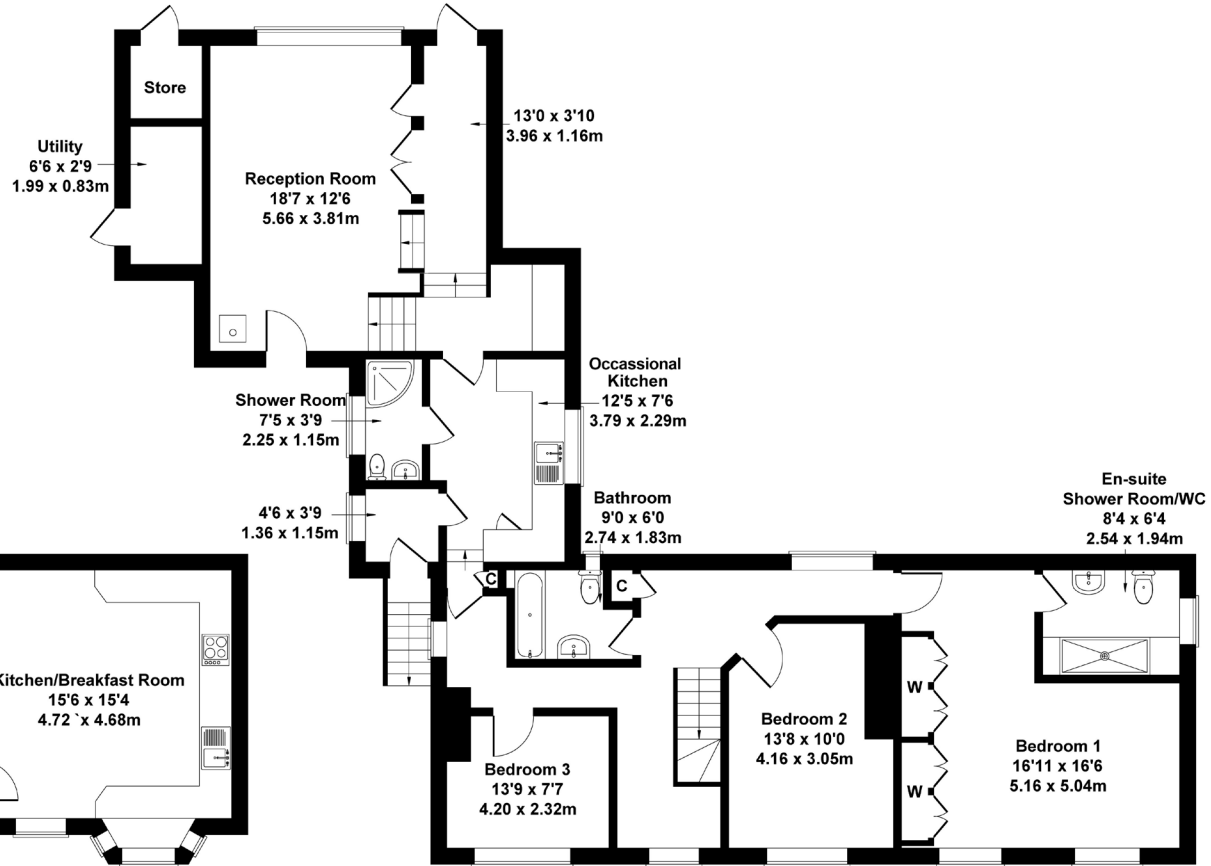 Store
Utility
6'6 x 2'9
1.99 x 0.83m
Reception Room
18'7 x 12'6
5.66 x 3.81m
13'0 x 3'10
3.96 x 1.16m
Shower Room
7'5 x 3'9
2.25 x 1.15m
Occassional
Kitchen
12'5 x 7'6
3.79 x 2.29m
4'6 x 3'9
1.36 x 1.15m
Bathroom
9'0 x 6'0
2.74 x 1.83m
En-suite
Shower Room/WC
8'4 x 6'4
2.54 x 1.94m
C
C
Kitchen/Breakfast Room
15'6 x 15'4
4.72 `x 4.68m
W
W
Bedroom 2
13'8 x 10'0
4.16 x 3.05m
Bedroom 1
16'11 x 16'6
5.16 x 5.04m
Bedroom 3
13'9 x 7'7
4.20 x 2.32m